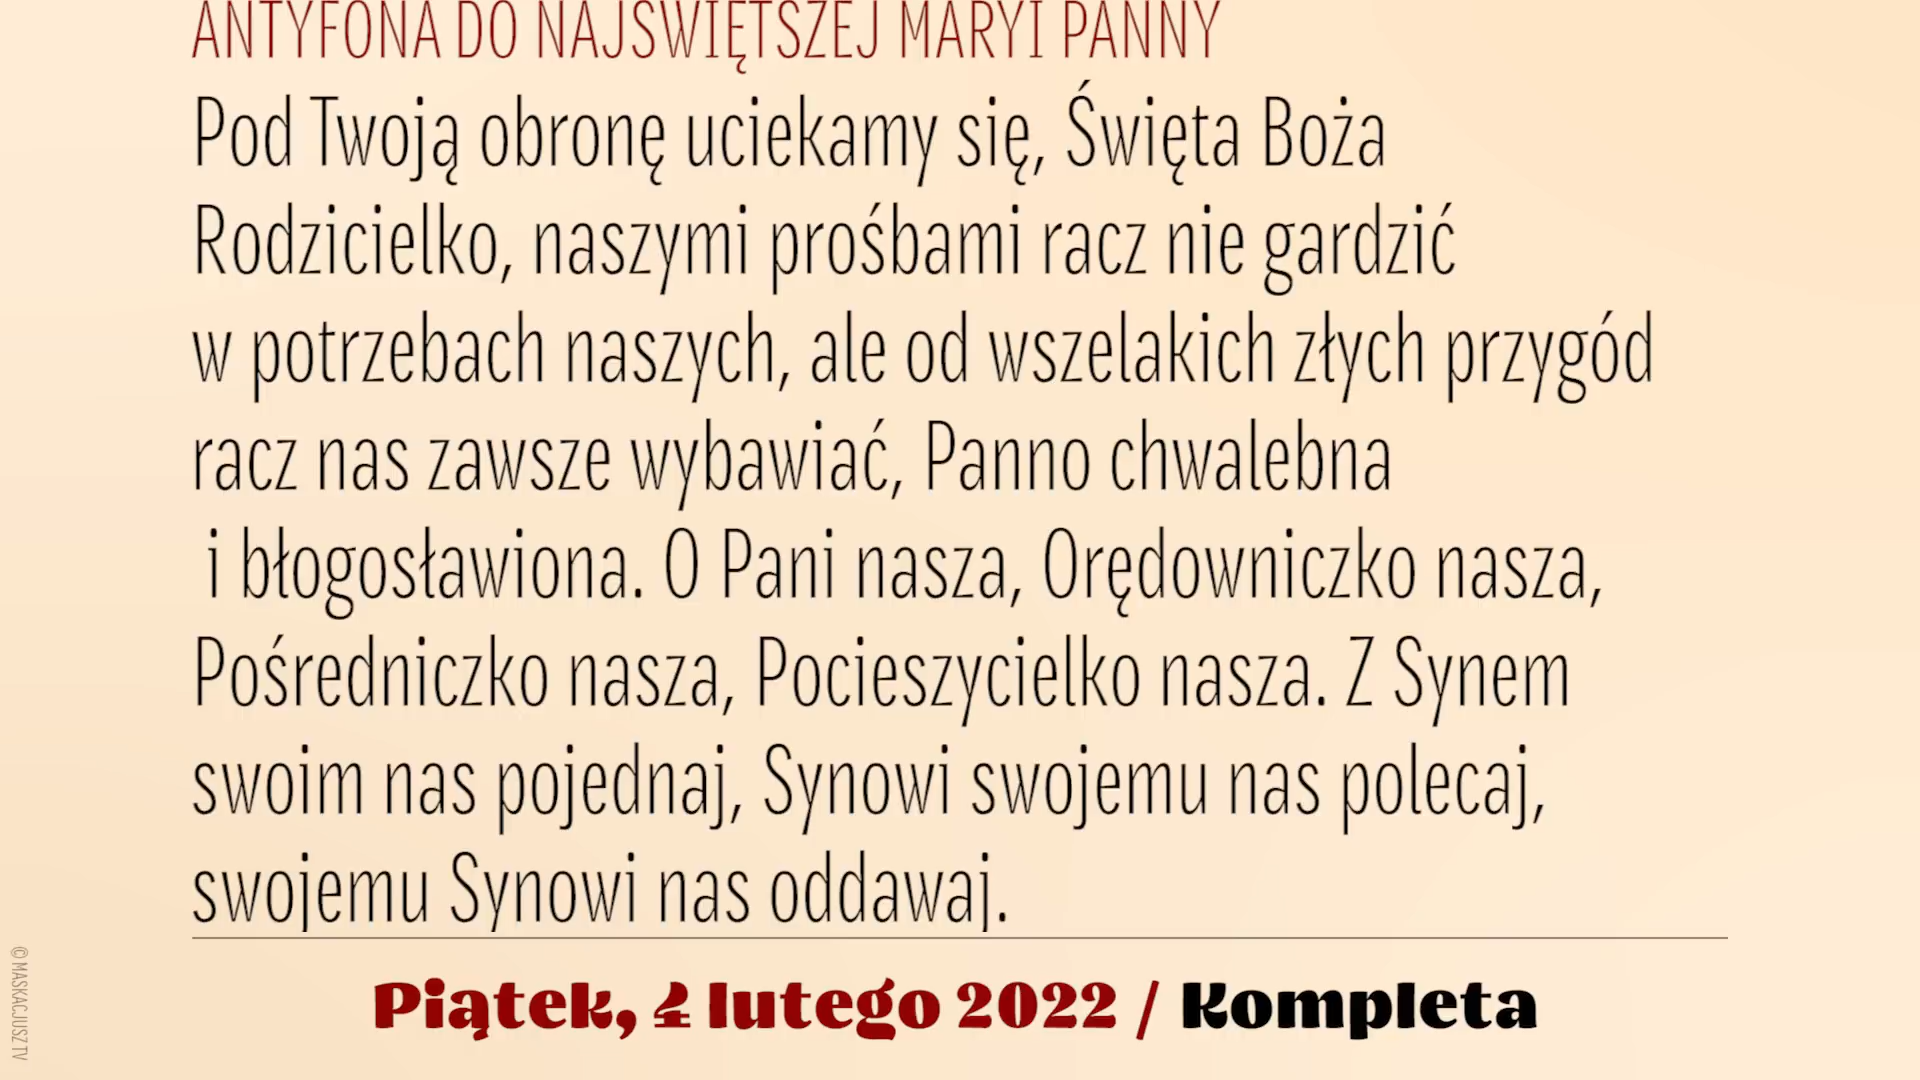 ANTYFONA DO NAJŚWIĘTSZEJ MARYI PANNY
Pod Twoją obronę uciekamy się, Święta Boża
Rodzicielko, naszymi prośbami racz nie gardzić
w potrzebach naszych, ale od wszelakich złych przygód
racz nas zawsze wybawiać, Panno chwalebna
i błogosławiona. O Pani nasza, Orędowniczko nasza,
Pośredniczko nasza, Pocieszycielko nasza. Z Synem
swoim nas pojednaj, Synowi swojemu nas polecaj,
swojemu Synowi nas oddawaj.
Piątek, 4 lutego 2022 / Kompleta
© MASKACJUSZ TV